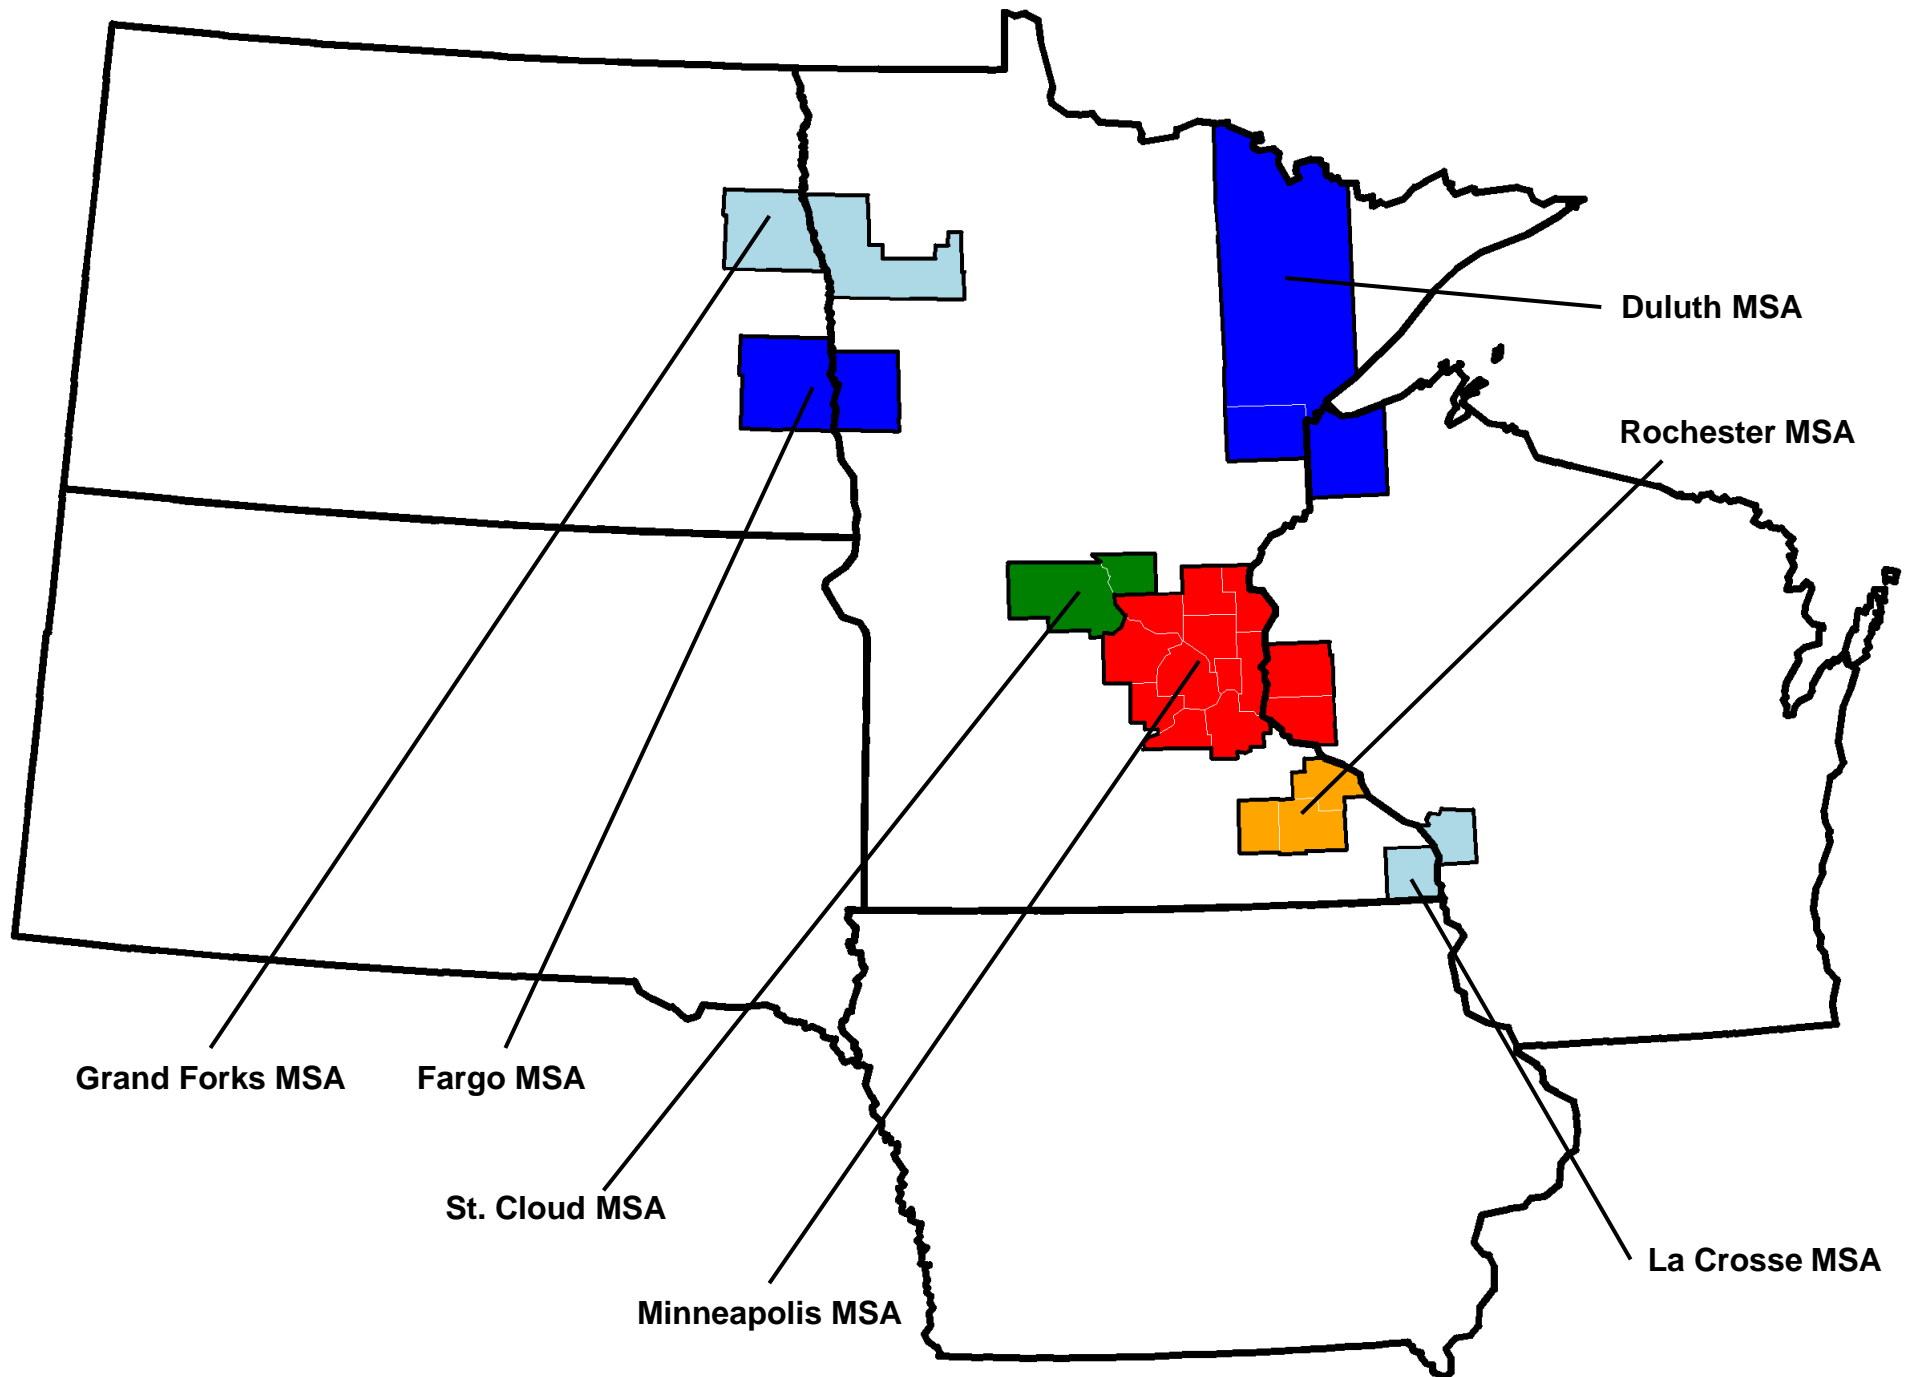 Duluth MSA
Rochester MSA
Grand Forks MSA
Fargo MSA
St. Cloud MSA
La Crosse MSA
Minneapolis MSA